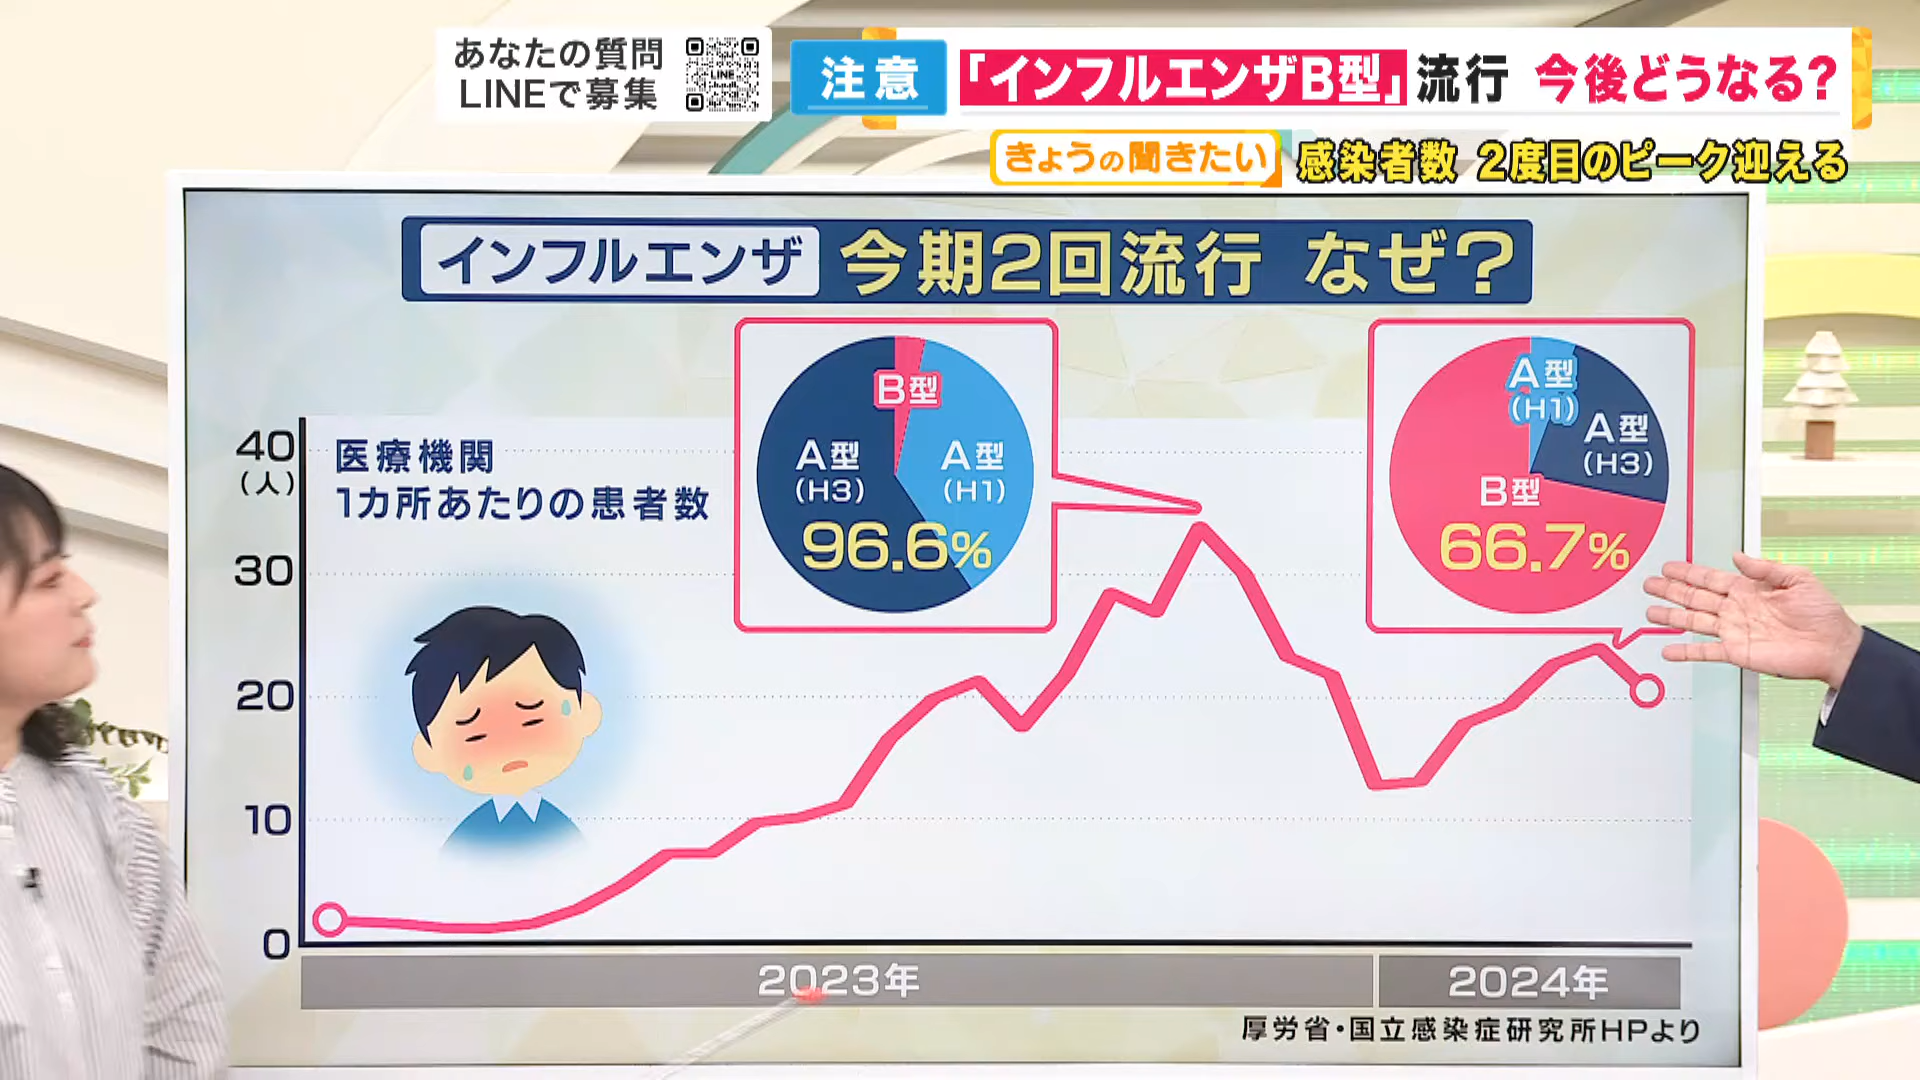 あなたの質問
LINEで募集
LINE
注意
「インフルエンザB型」流行 今後どうなる?
きょうの聞きたい
感染者数 2度目のピーク迎える
インフルエンザ 今期2回流行 なぜ?
B型
A型
(H3)
A型
(H1)
96.6%
A型
(H1)
A型
(H3)
B型
66.7%
医療機関
1カ所あたりの患者数
40
(人)
30
20
10
0
2023年
2024年
厚労省・国立感染症研究所HPより